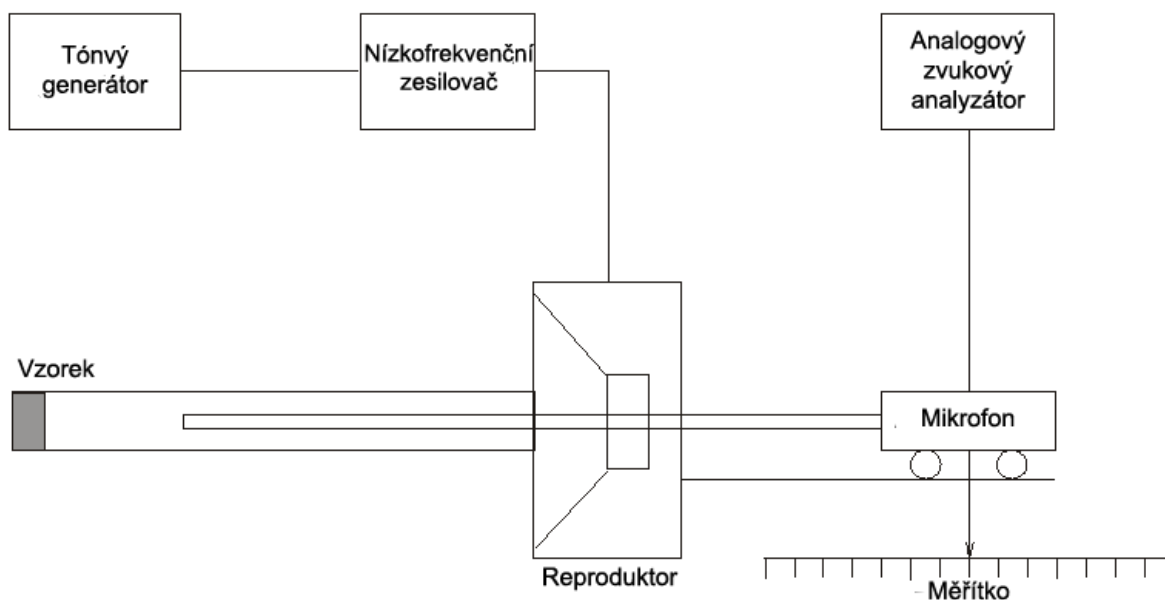 Tónvý
generátor
Nízkofrekvenční
zesilovač
Analogový
zvukový
analyzátor
Vzorek
Mikrofon
Reproduktor
Měřítko